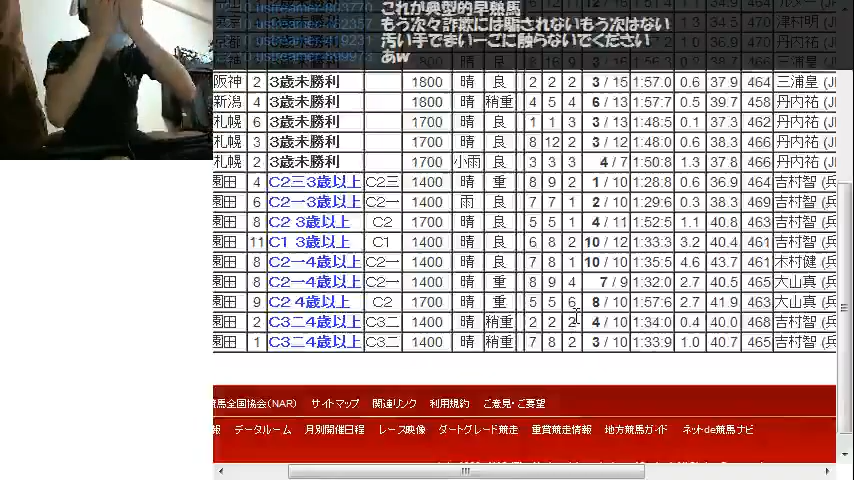 これが典型的早熟馬
もう次々詐欺には騙されないもう次はない
汚い手でまいーこに触らないでください
あw
阪神 2 3歳未勝利 1800 晴 良 2 2 2 3 / 15 1:57:0 0.6 37.9 464 三浦皇
新潟 4 3歳未勝利 1800 晴 稍重 4 5 4 6 / 13 1:57:7 0.5 39.7 458 丹内祐
札幌 6 3歳未勝利 1700 晴 良 1 1 3 3 / 13 1:48:5 0.1 37.3 462 丹内祐
札幌 3 3歳未勝利 1700 晴 良 8 12 2 3 / 12 1:48:0 0.6 38.3 466 丹内祐
札幌 2 3歳未勝利 1700 小雨 良 3 3 3 4 / 7 1:50:8 1.3 37.8 466 丹内祐
園田 4 C2三3歳以上 C2三 1400 晴 重 8 9 2 1 / 10 1:28:8 0.6 36.9 464 吉村智 (兵
園田 6 C2一3歳以上 C2一 1400 雨 良 7 7 1 2 / 10 1:29:6 0.3 38.3 469 吉村智 (兵
園田 8 C2 3歳以上 C2 1700 晴 重 5 5 1 4 / 11 1:52:5 1.1 40.8 463 吉村智 (兵
園田 11 C1 3歳以上 C1 1400 晴 良 6 8 2 10 / 12 1:33:3 3.2 40.4 461 吉村智 (兵
園田 8 C2一4歳以上 C2一 1400 晴 良 7 8 1 10 / 10 1:35:5 4.6 43.7 461 木村健 (兵
園田 8 C2一4歳以上 C2一 1400 晴 重 8 9 4 7 / 9 1:32:0 2.7 40.5 465 大山真 (兵
園田 9 C2 4歳以上 C2 1700 晴 重 5 5 6 8 / 10 1:57:6 2.7 41.9 463 大山真 (兵
園田 2 C3二4歳以上 C3二 1400 晴 稍重 2 2 2 4 / 10 1:34:0 0.4 40.0 468 吉村智 (兵
園田 1 C3二4歳以上 C3二 1400 晴 稍重 7 8 2 3 / 10 1:33:9 1.0 40.7 465 吉村智 (兵
競馬全国協会(NAR) サイトマップ 関連リンク 利用規約 ご意見・ご要望
報 データルーム 月別開催日程 レース映像 ダートグレード競走 重賞競走情報 地方競馬ガイド ネットde競馬ナビ